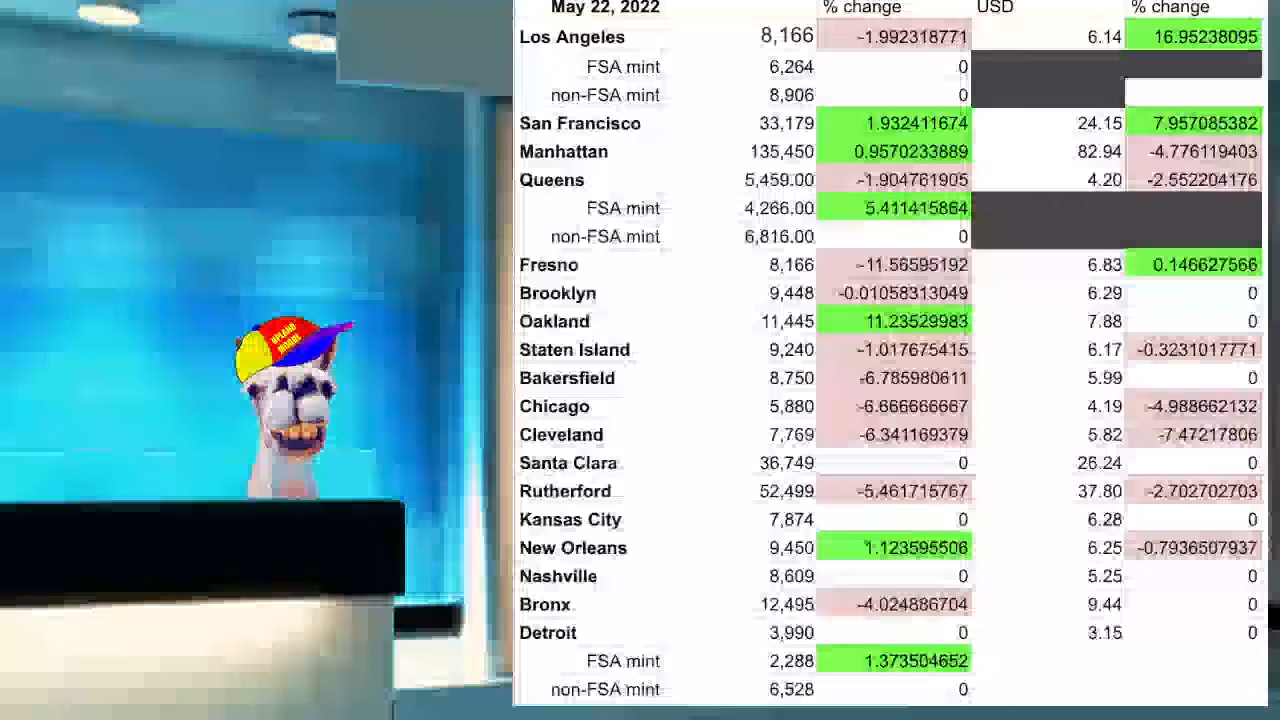 May 22, 2022 % change USD % change
Los Angeles 8,166 -1.992318771 6.14 16.95238095
FSA mint 6,264 0
non-FSA mint 8,906 0
San Francisco 33,179 1.932411674 24.15 7.957085382
Manhattan 135,450 0.9570233889 82.94 -4.776119403
Queens 5,459.00 -1.904761905 4.20 -2.552204176
FSA mint 4,266.00 5.411415864
non-FSA mint 6,816.00 0
Fresno 8,166 -11.56595192 6.83 0.146627566
Brooklyn 9,448 -0.01058313049 6.29 0
Oakland 11,445 11.23529983 7.88 0
Staten Island 9,240 -1.017675415 6.17 -0.3231017771
Bakersfield 8,750 -6.785980611 5.99 0
Chicago 5,880 -6.666666667 4.19 -4.988662132
Cleveland 7,769 -6.341169379 5.82 -7.47217806
Santa Clara 36,749 0 26.24 0
Rutherford 52,499 -5.461715767 37.80 -2.702702703
Kansas City 7,874 0 6.28 0
New Orleans 9,450 1.123595506 6.25 -0.7936507937
Nashville 8,609 0 5.25 0
Bronx 12,495 -4.024886704 9.44 0
Detroit 3,990 0 3.15 0
FSA mint 2,288 1.373504652
non-FSA mint 6,528 0
UPLAND